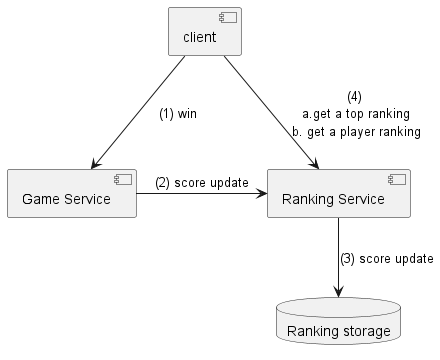 client
(1) win
(4)
a.get a top ranking
b. get a player ranking
Game Service
(2) score update
Ranking Service
(3) score update
Ranking storage